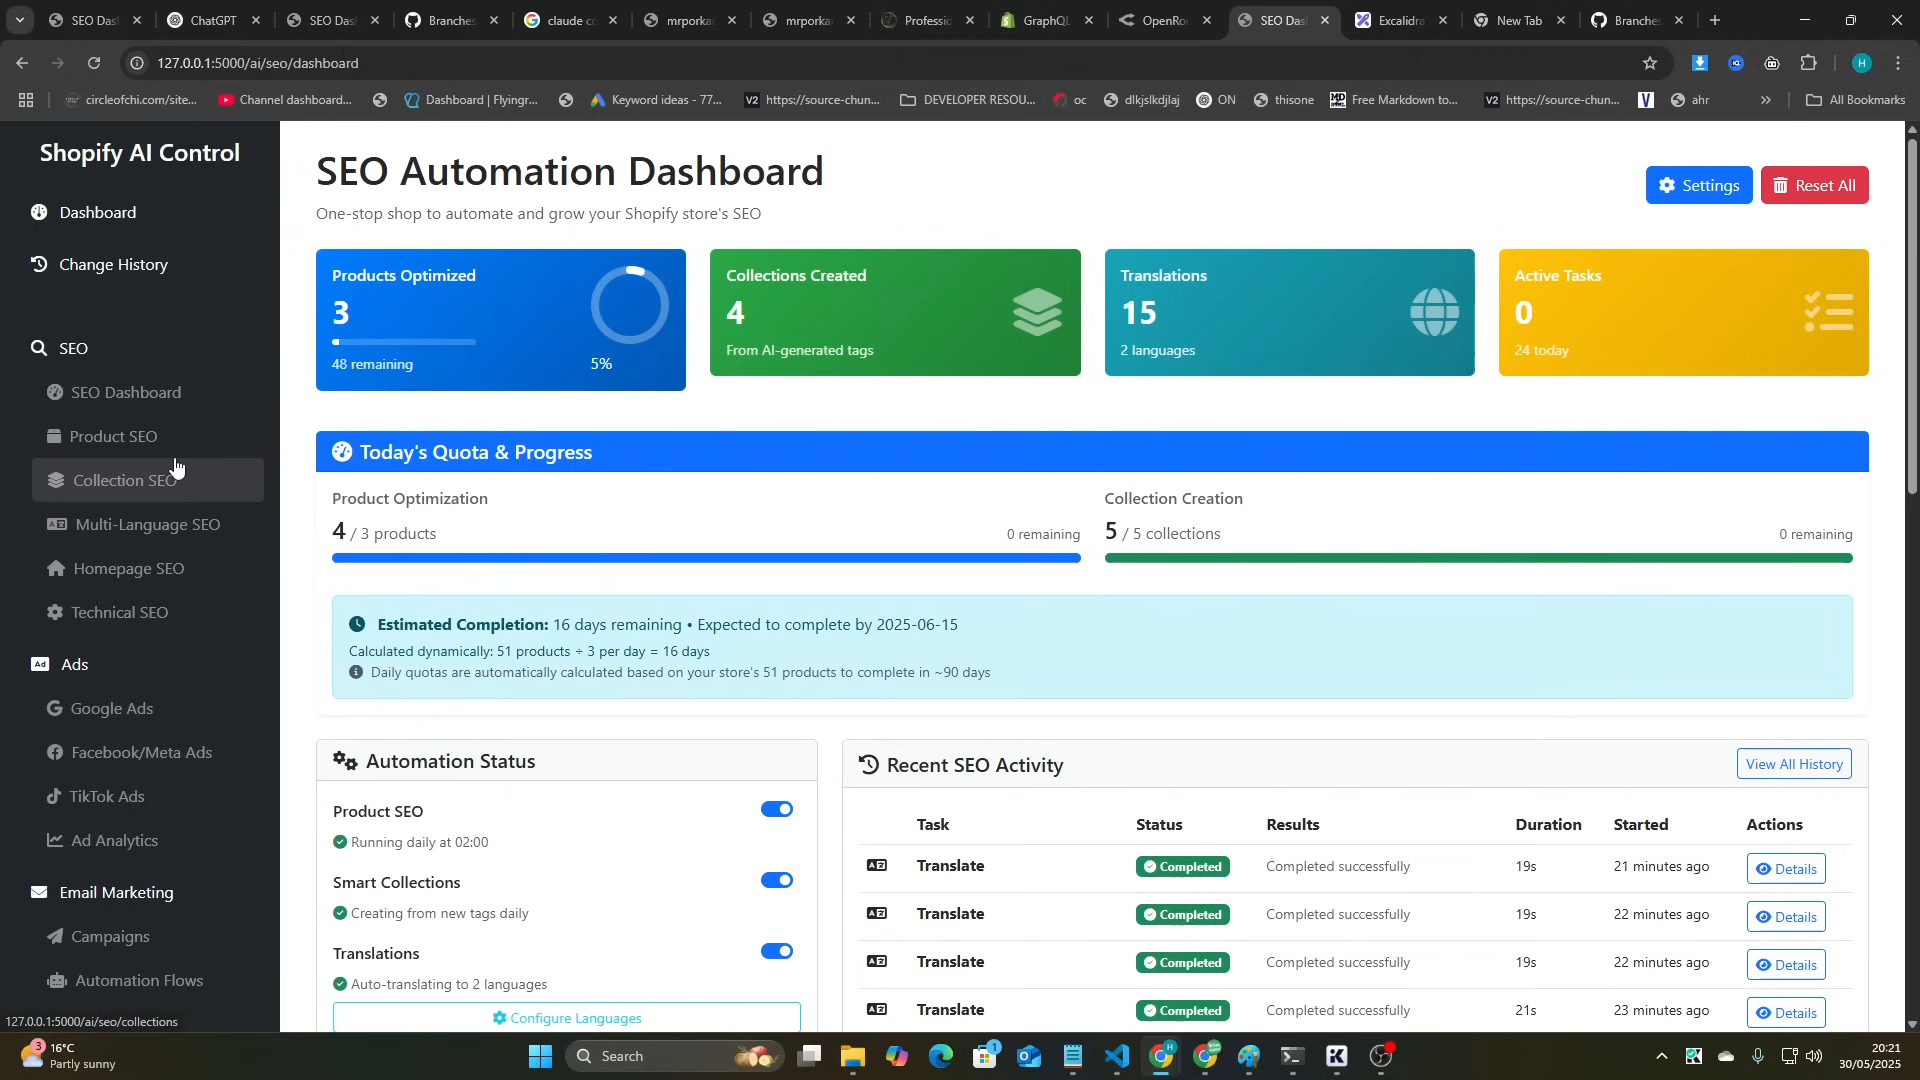 SEO Das
ChatGPT
SEO Das
Branches
claude co
mrporka
mrporkar
Professio
GraphQL
OpenRo
SEO Das
Excalidra
New Tab
Branches
127.0.0.1:5000/ai/seo/dashboard
H
circleofchi.com/site...
Channel dashboard...
Dashboard | Flyingr...
Keyword ideas - 77...
V2 https://source-chun...
DEVELOPER RESOU...
oc
dlkjslkdjlaj
ON
thisone
Free Markdown to...
V2 https://source-chun...
V
ahr
»
All Bookmarks
Shopify AI Control
Dashboard
Change History
SEO
SEO Dashboard
Product SEO
Collection SEO
Multi-Language SEO
Homepage SEO
Technical SEO
Ad Ads
Google Ads
Facebook/Meta Ads
TikTok Ads
Ad Analytics
Email Marketing
Campaigns
Automation Flows
127.0.0.1:5000/ai/seo/collections
SEO Automation Dashboard
One-stop shop to automate and grow your Shopify store's SEO
Settings
Reset All
Products Optimized
3
48 remaining
5%
Collections Created
4
From AI-generated tags
Translations
15
2 languages
Active Tasks
0
24 today
Today's Quota & Progress
Product Optimization
4 / 3 products
0 remaining
Collection Creation
5 / 5 collections
0 remaining
Estimated Completion: 16 days remaining • Expected to complete by 2025-06-15
Calculated dynamically: 51 products ÷ 3 per day = 16 days
Daily quotas are automatically calculated based on your store's 51 products to complete in ~90 days
Automation Status
Product SEO
Running daily at 02:00
Smart Collections
Creating from new tags daily
Translations
Auto-translating to 2 languages
Configure Languages
Recent SEO Activity
View All History
Task Status Results Duration Started Actions
Translate Completed Completed successfully 19s 21 minutes ago Details
Translate Completed Completed successfully 19s 22 minutes ago Details
Translate Completed Completed successfully 19s 22 minutes ago Details
Translate Completed Completed successfully 21s 23 minutes ago Details
3
16°C
Partly sunny
Search
1
H
20:21
30/05/2025